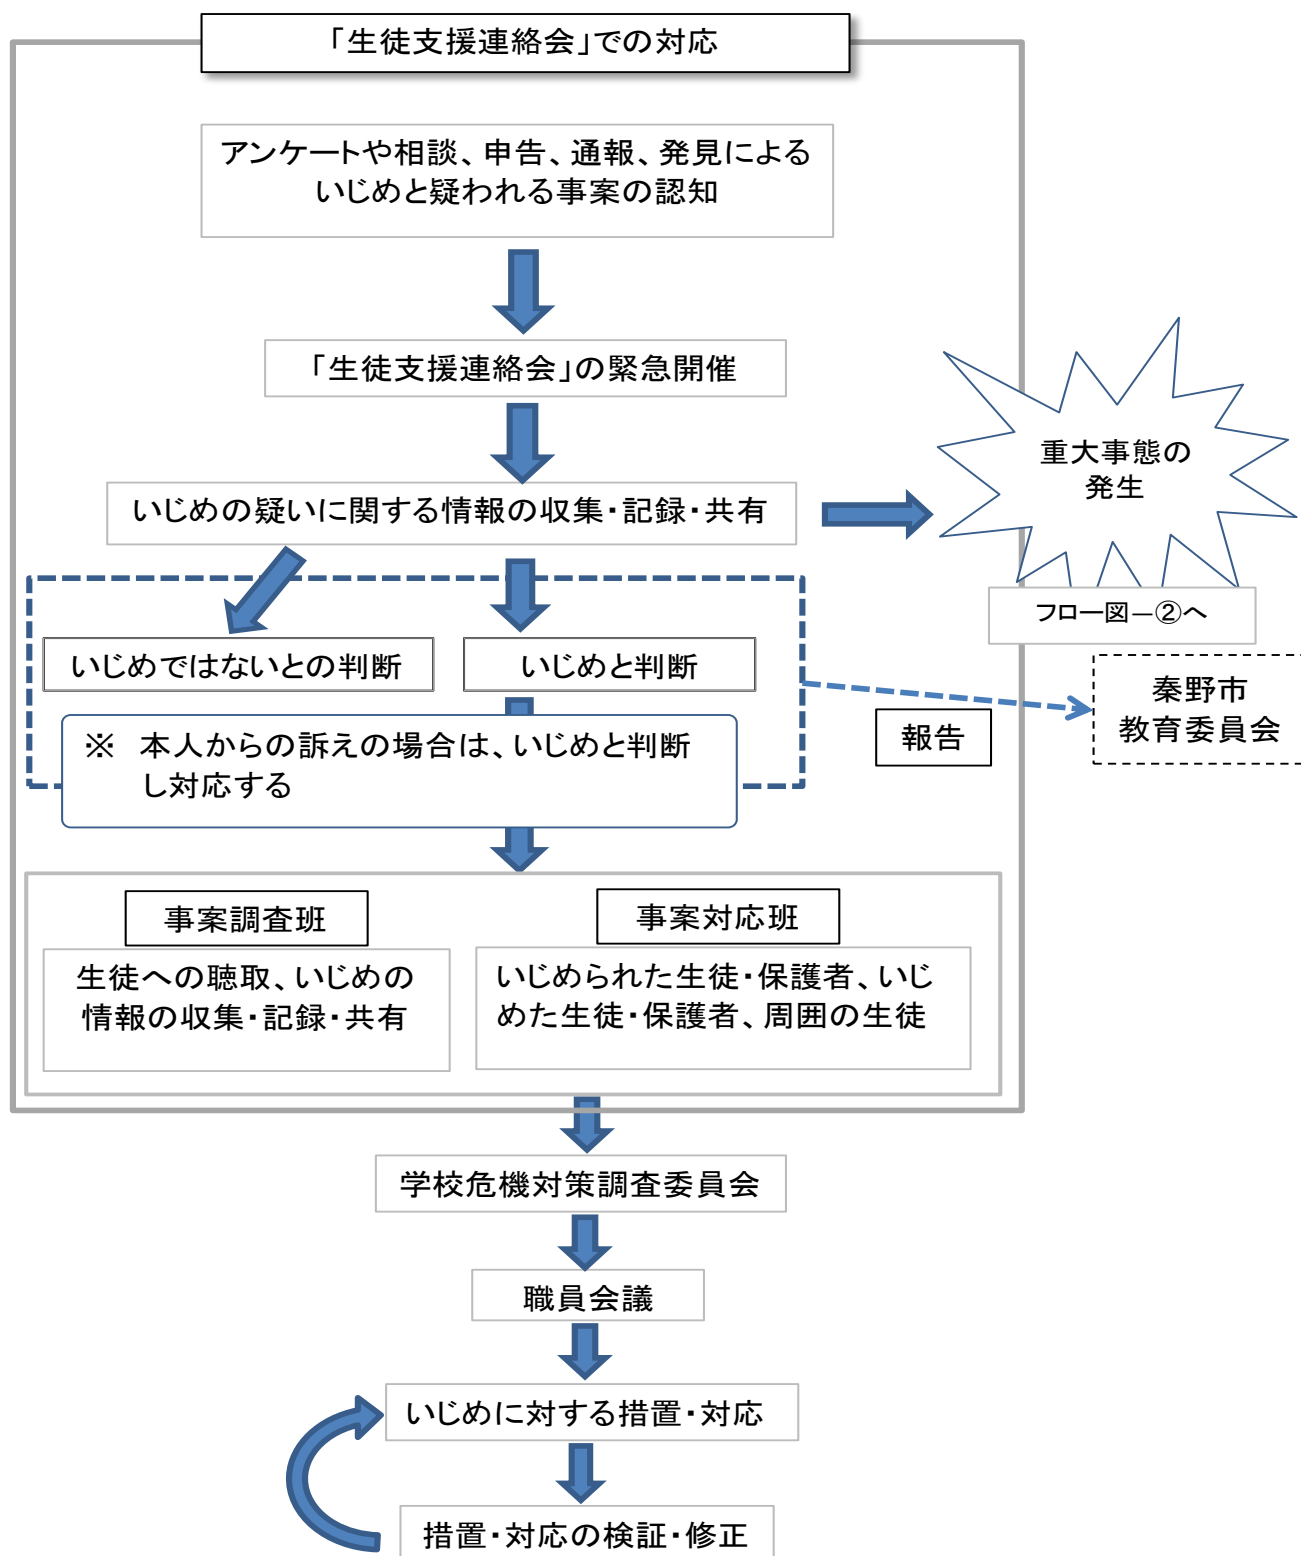 「生徒支援連絡会」での対応
アンケートや相談、申告、通報、発見による
いじめと疑われる事案の認知
「生徒支援連絡会」の緊急開催
重大事態の
発生
いじめの疑いに関する情報の収集・記録・共有
フロー図―②へ
いじめではないとの判断
いじめと判断
秦野市
教育委員会
報告
※ 本人からの訴えの場合は、いじめと判断
し対応する
事案調査班
生徒への聴取、いじめの
情報の収集・記録・共有
事案対応班
いじめられた生徒・保護者、いじ
めた生徒・保護者、周囲の生徒
学校危機対策調査委員会
職員会議
いじめに対する措置・対応
措置・対応の検証・修正